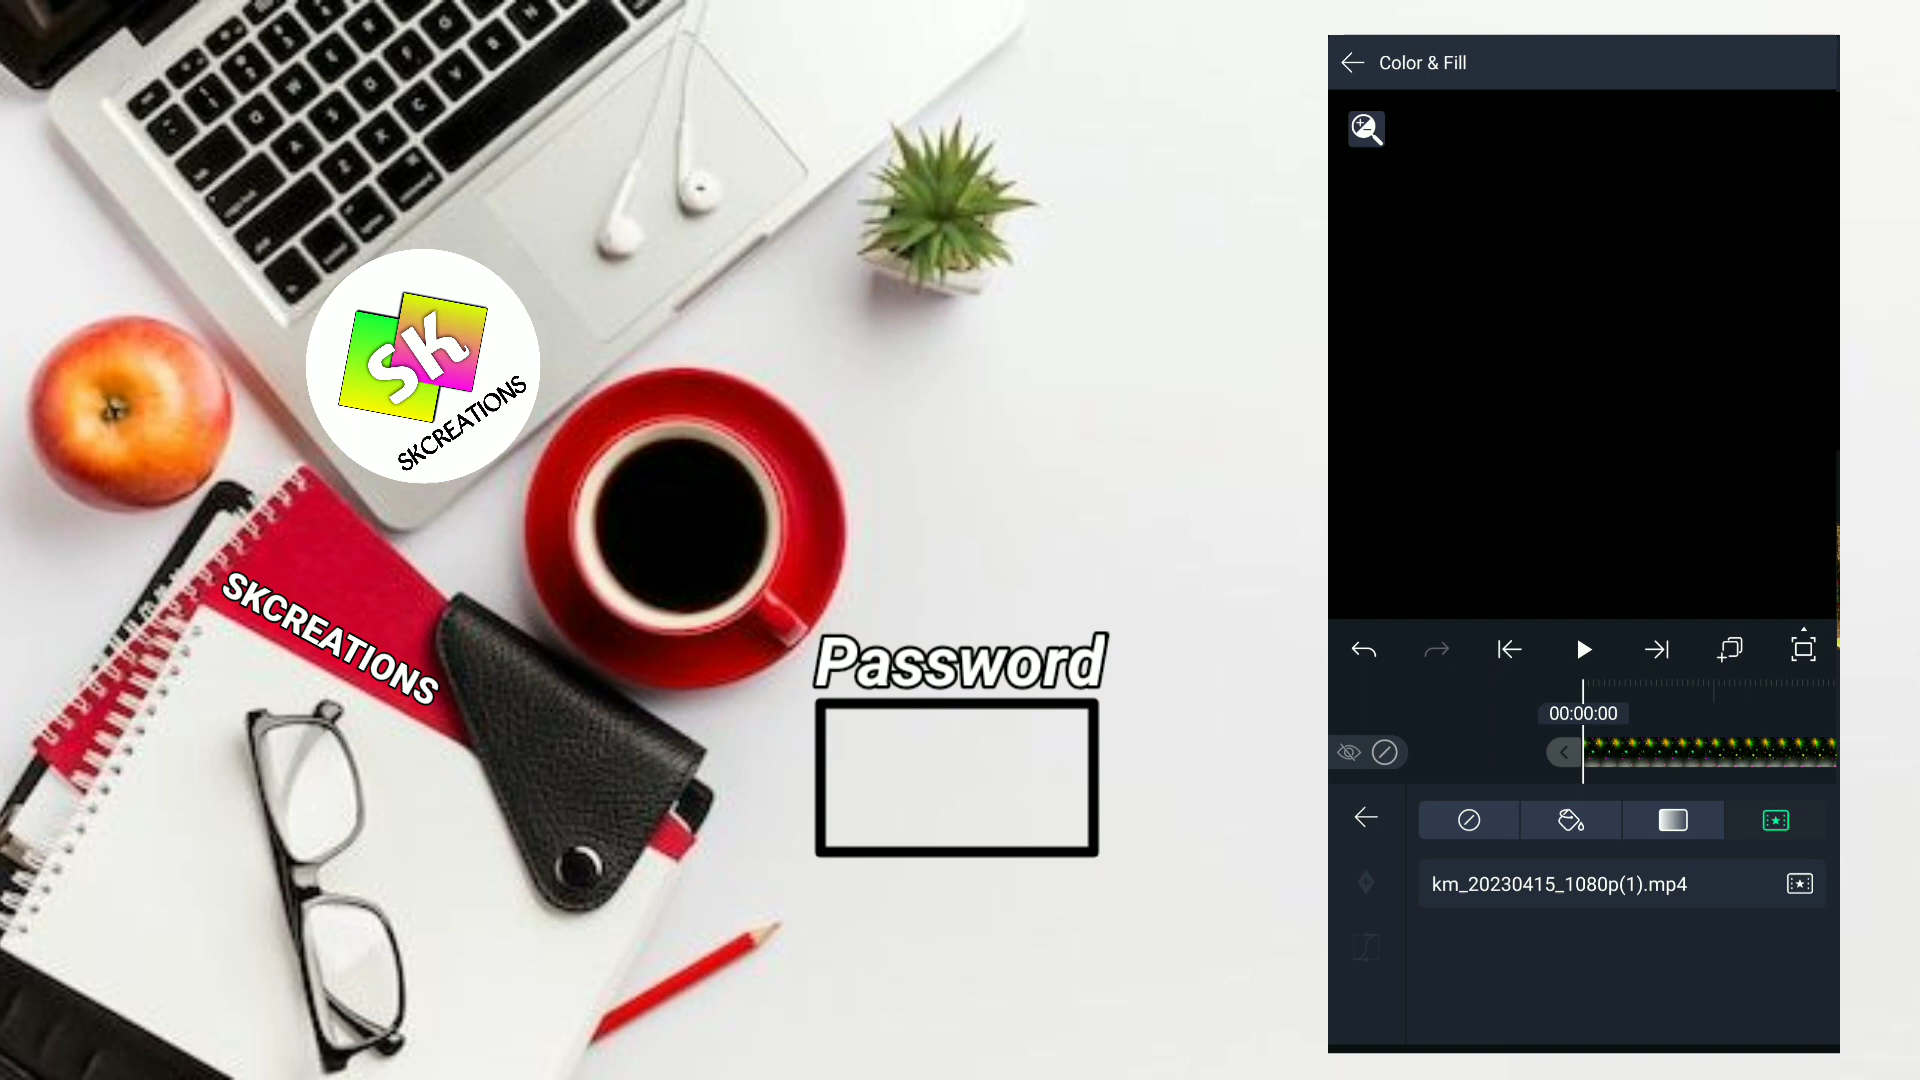 SK
SKCREATIONS
SKCREATIONS
Password
Color & Fill
00:00:00
km_20230415_1080p(1).mp4